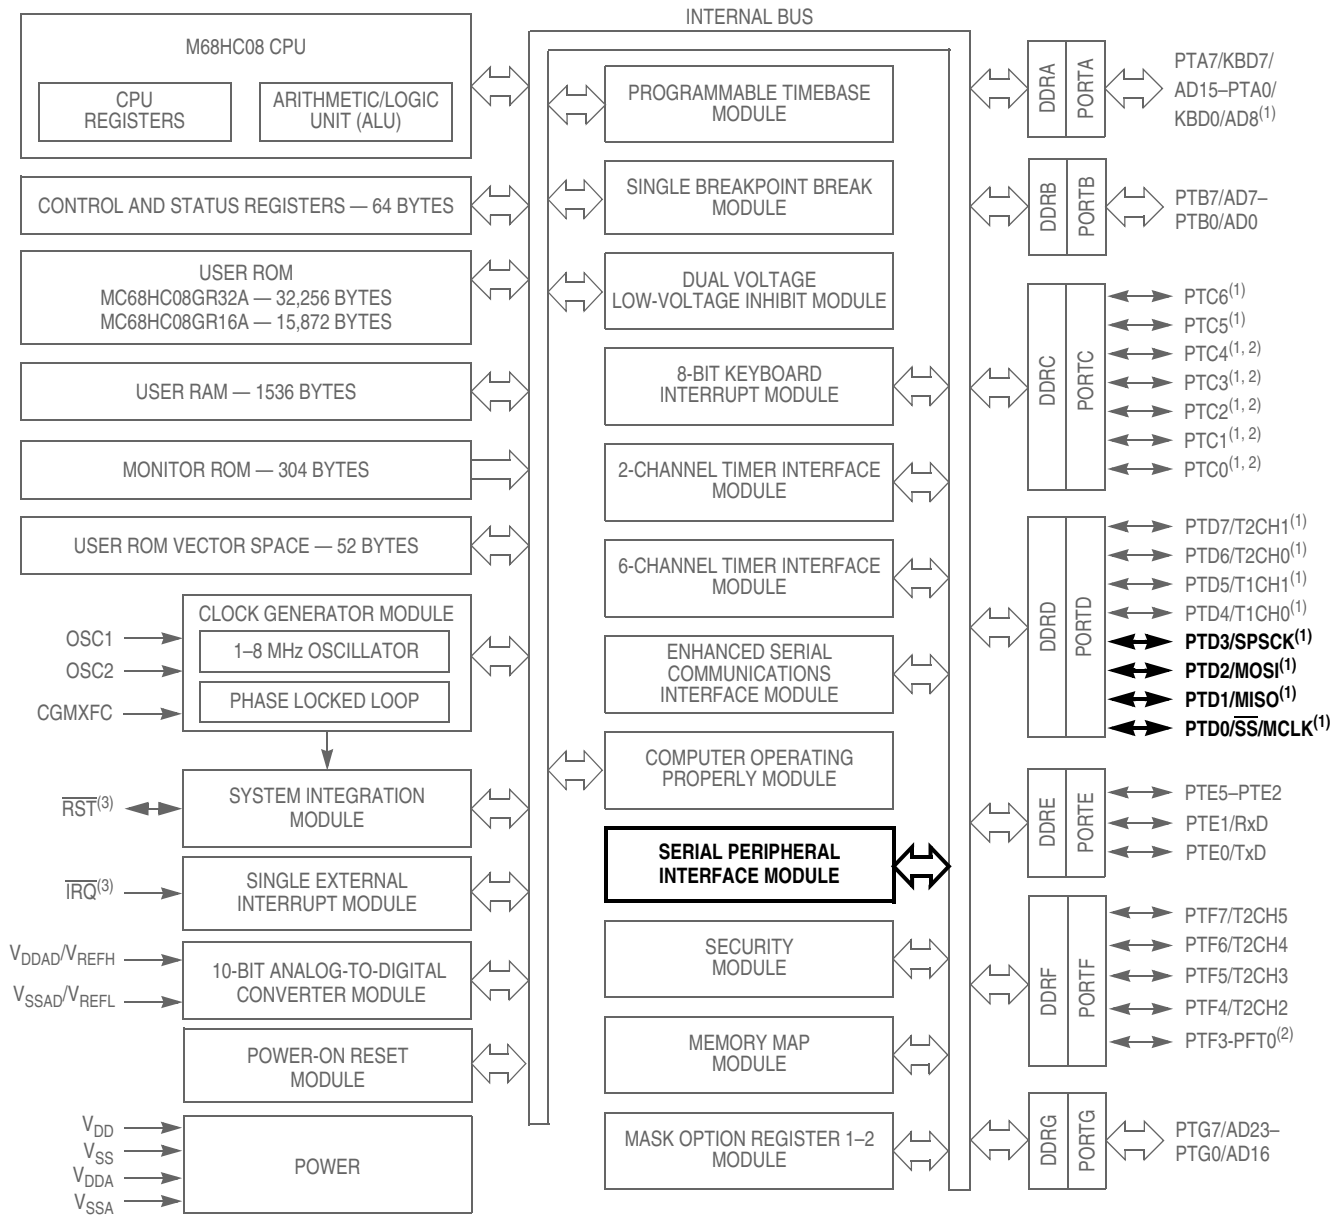 INTERNAL BUS
M68HC08 CPU
CPU
REGISTERS
ARITHMETIC/LOGIC
UNIT (ALU)
CONTROL AND STATUS REGISTERS — 64 BYTES
USER ROM
MC68HC08GR32A — 32,256 BYTES
MC68HC08GR16A — 15,872 BYTES
USER RAM — 1536 BYTES
MONITOR ROM — 304 BYTES
USER ROM VECTOR SPACE — 52 BYTES
CLOCK GENERATOR MODULE
1–8 MHz OSCILLATOR
PHASE LOCKED LOOP
OSC1
OSC2
CGMXFC
SYSTEM INTEGRATION
MODULE
RST(3)
SINGLE EXTERNAL
INTERRUPT MODULE
IRQ(3)
10-BIT ANALOG-TO-DIGITAL
CONVERTER MODULE
VDDAD/VREFH
VSSAD/VREFL
POWER-ON RESET
MODULE
POWER
VDD
VSS
VDDA
VSSA
PROGRAMMABLE TIMEBASE
MODULE
SINGLE BREAKPOINT BREAK
MODULE
DUAL VOLTAGE
LOW-VOLTAGE INHIBIT MODULE
8-BIT KEYBOARD
INTERRUPT MODULE
2-CHANNEL TIMER INTERFACE
MODULE
6-CHANNEL TIMER INTERFACE
MODULE
ENHANCED SERIAL
COMMUNICATIONS
INTERFACE MODULE
COMPUTER OPERATING
PROPERLY MODULE
SERIAL PERIPHERAL
INTERFACE MODULE
SECURITY
MODULE
MEMORY MAP
MODULE
MASK OPTION REGISTER 1–2
MODULE
DDRA
PORTA
PTA7/KBD7/
AD15–PTA0/
KBD0/AD8(1)
DDRB
PORTB
PTB7/AD7–
PTB0/AD0
DDRC
PORTC
PTC6(1)
PTC5(1)
PTC4(1, 2)
PTC3(1, 2)
PTC2(1, 2)
PTC1(1, 2)
PTC0(1, 2)
DDRD
PORTD
PTD7/T2CH1(1)
PTD6/T2CH0(1)
PTD5/T1CH1(1)
PTD4/T1CH0(1)
PTD3/SPSCK(1)
PTD2/MOSI(1)
PTD1/MISO(1)
PTD0/SS/MCLK(1)
DDRE
PORTE
PTE5–PTE2
PTE1/RxD
PTE0/TxD
DDRF
PORTF
PTF7/T2CH5
PTF6/T2CH4
PTF5/T2CH3
PTF4/T2CH2
PTF3-PFT0(2)
DDRG
PORTG
PTG7/AD23–
PTG0/AD16